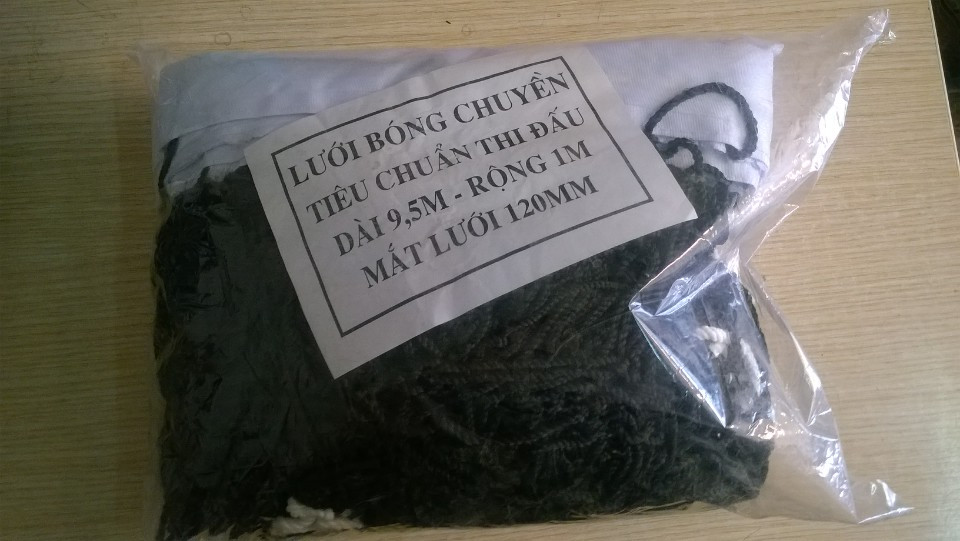 LƯỚI BÓNG CHUYỀN
TIÊU CHUẨN THI ĐẤU
DÀI 9,5M - RỘNG 1M
MẮT LƯỚI 120MM